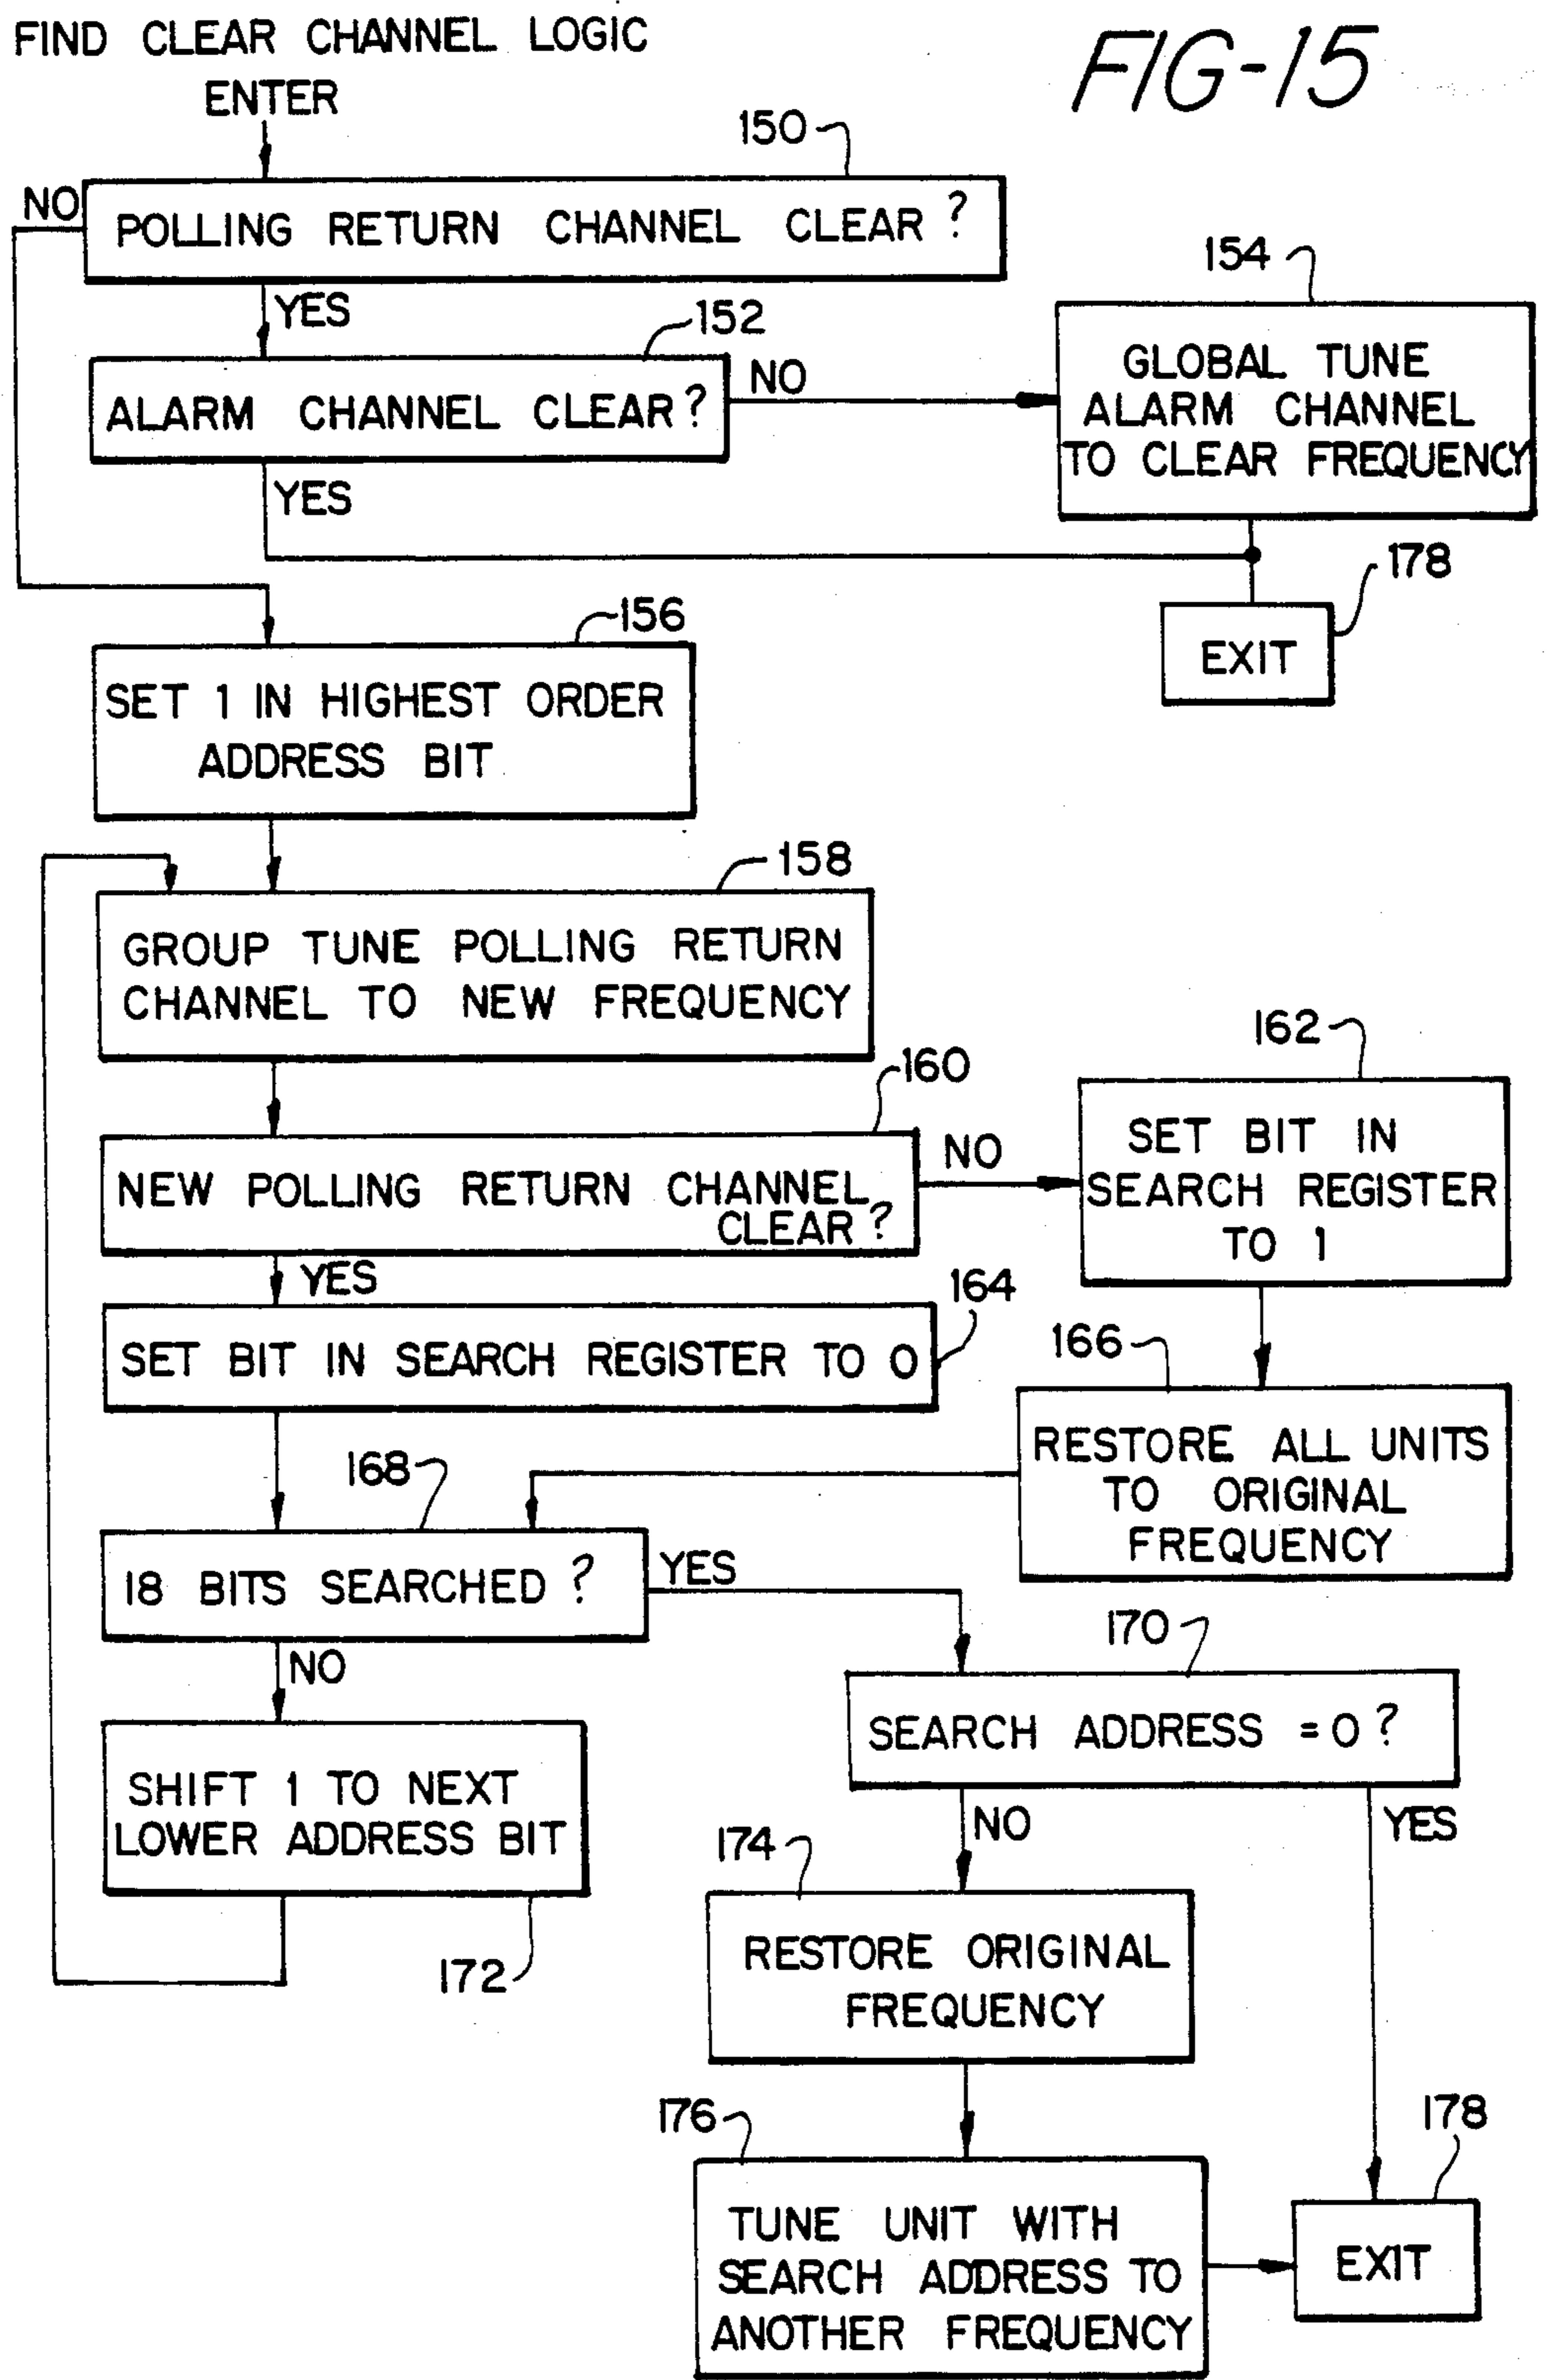 FIND CLEAR CHANNEL LOGIC
FIG-15
ENTER
150
NO
POLLING RETURN CHANNEL CLEAR ?
154
YES
152
ALARM CHANNEL CLEAR ?
NO
GLOBAL TUNE
ALARM CHANNEL
TO CLEAR FREQUENCY
YES
178
EXIT
156
SET 1 IN HIGHEST ORDER
ADDRESS BIT
158
GROUP TUNE POLLING RETURN
CHANNEL TO NEW FREQUENCY
160
162
NEW POLLING RETURN CHANNEL
CLEAR ?
NO
SET BIT IN
SEARCH REGISTER
TO 1
YES
164
SET BIT IN SEARCH REGISTER TO 0
166
RESTORE ALL UNITS
TO ORIGINAL
FREQUENCY
168
18 BITS SEARCHED ?
YES
170
NO
SEARCH ADDRESS = 0 ?
SHIFT 1 TO NEXT
LOWER ADDRESS BIT
172
NO
YES
174
RESTORE ORIGINAL
FREQUENCY
176
178
TUNE UNIT WITH
SEARCH ADDRESS TO
ANOTHER FREQUENCY
EXIT